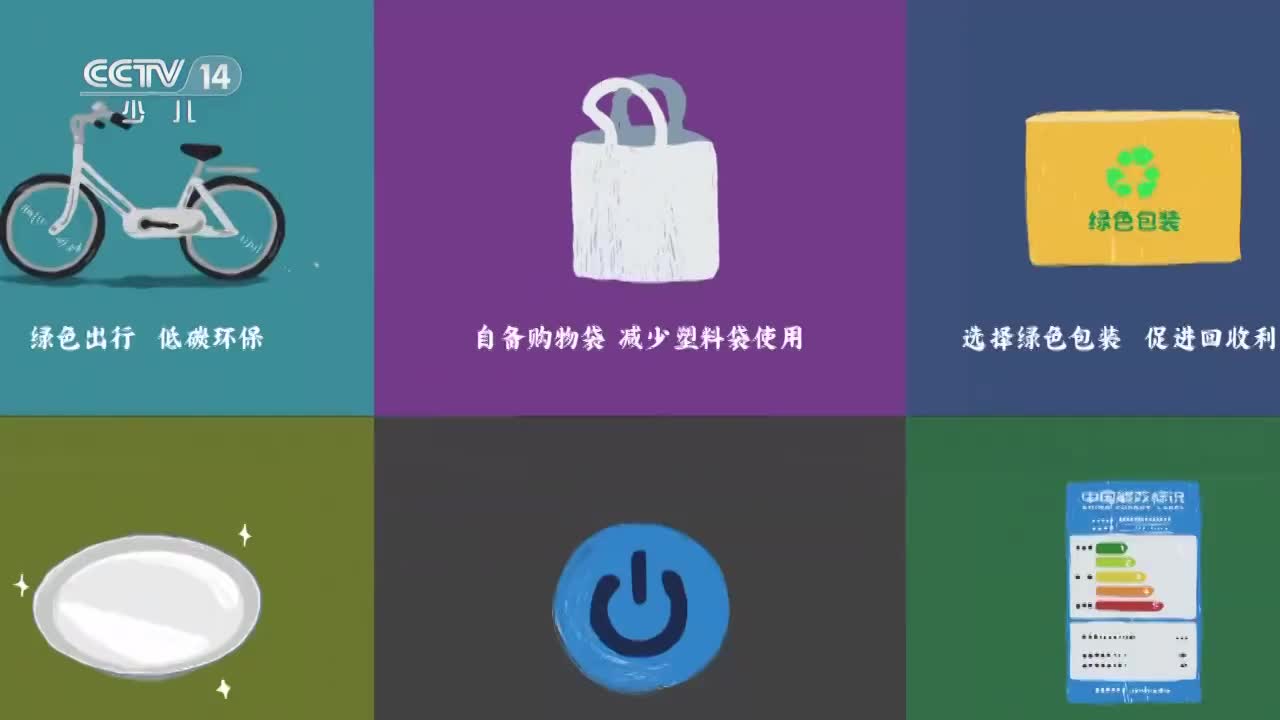 CCTV 14
少儿
绿色包装
绿色出行 低碳环保
自备购物袋 减少塑料袋使用
选择绿色包装 促进回收利
中国能效标识
CHINA ENERGY LABEL